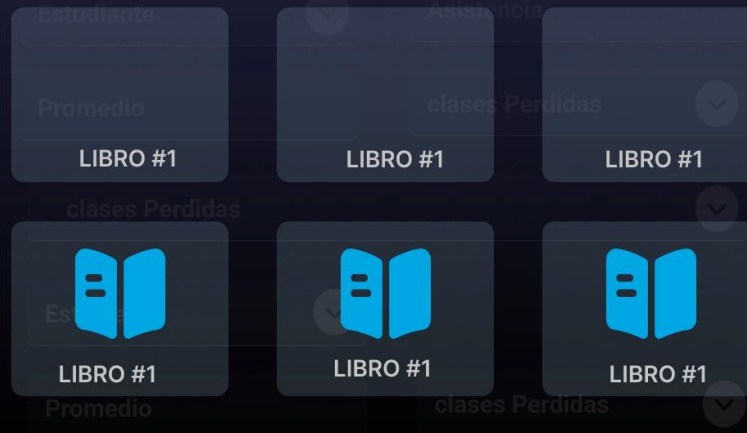 Estudiante Asistencia
Promedio clases Perdidas
LIBRO #1 LIBRO #1 LIBRO #1
clases Perdidas
LIBRO #1 LIBRO #1 LIBRO #1
Promedio clases Perdidas